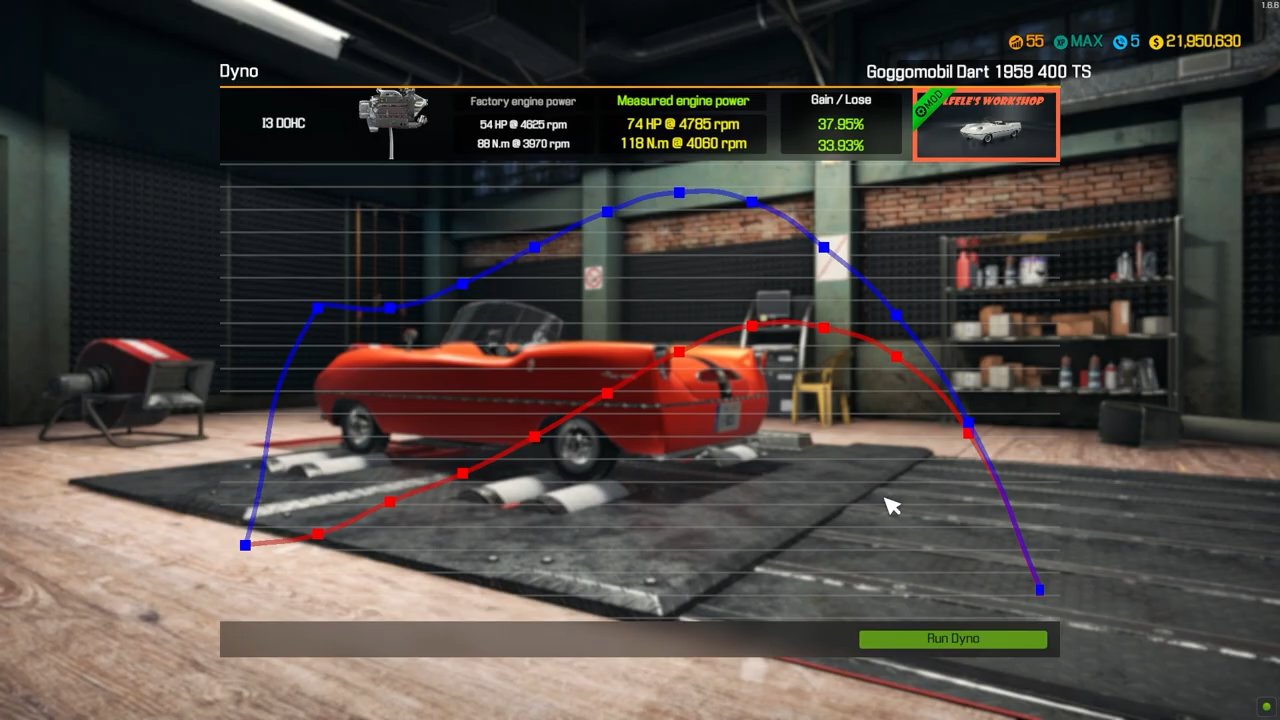 1.6.8
55 XP MAX 5 $ 21,950,630
Dyno
Goggomobil Dart 1959 400 TS
I3 DOHC
Factory engine power
54 HP @ 4625 rpm
88 N.m @ 3970 rpm
Measured engine power
74 HP @ 4785 rpm
118 N.m @ 4060 rpm
Gain / Lose
37.95%
33.93%
MOD
LFELE'S WORKSHOP
Run Dyno